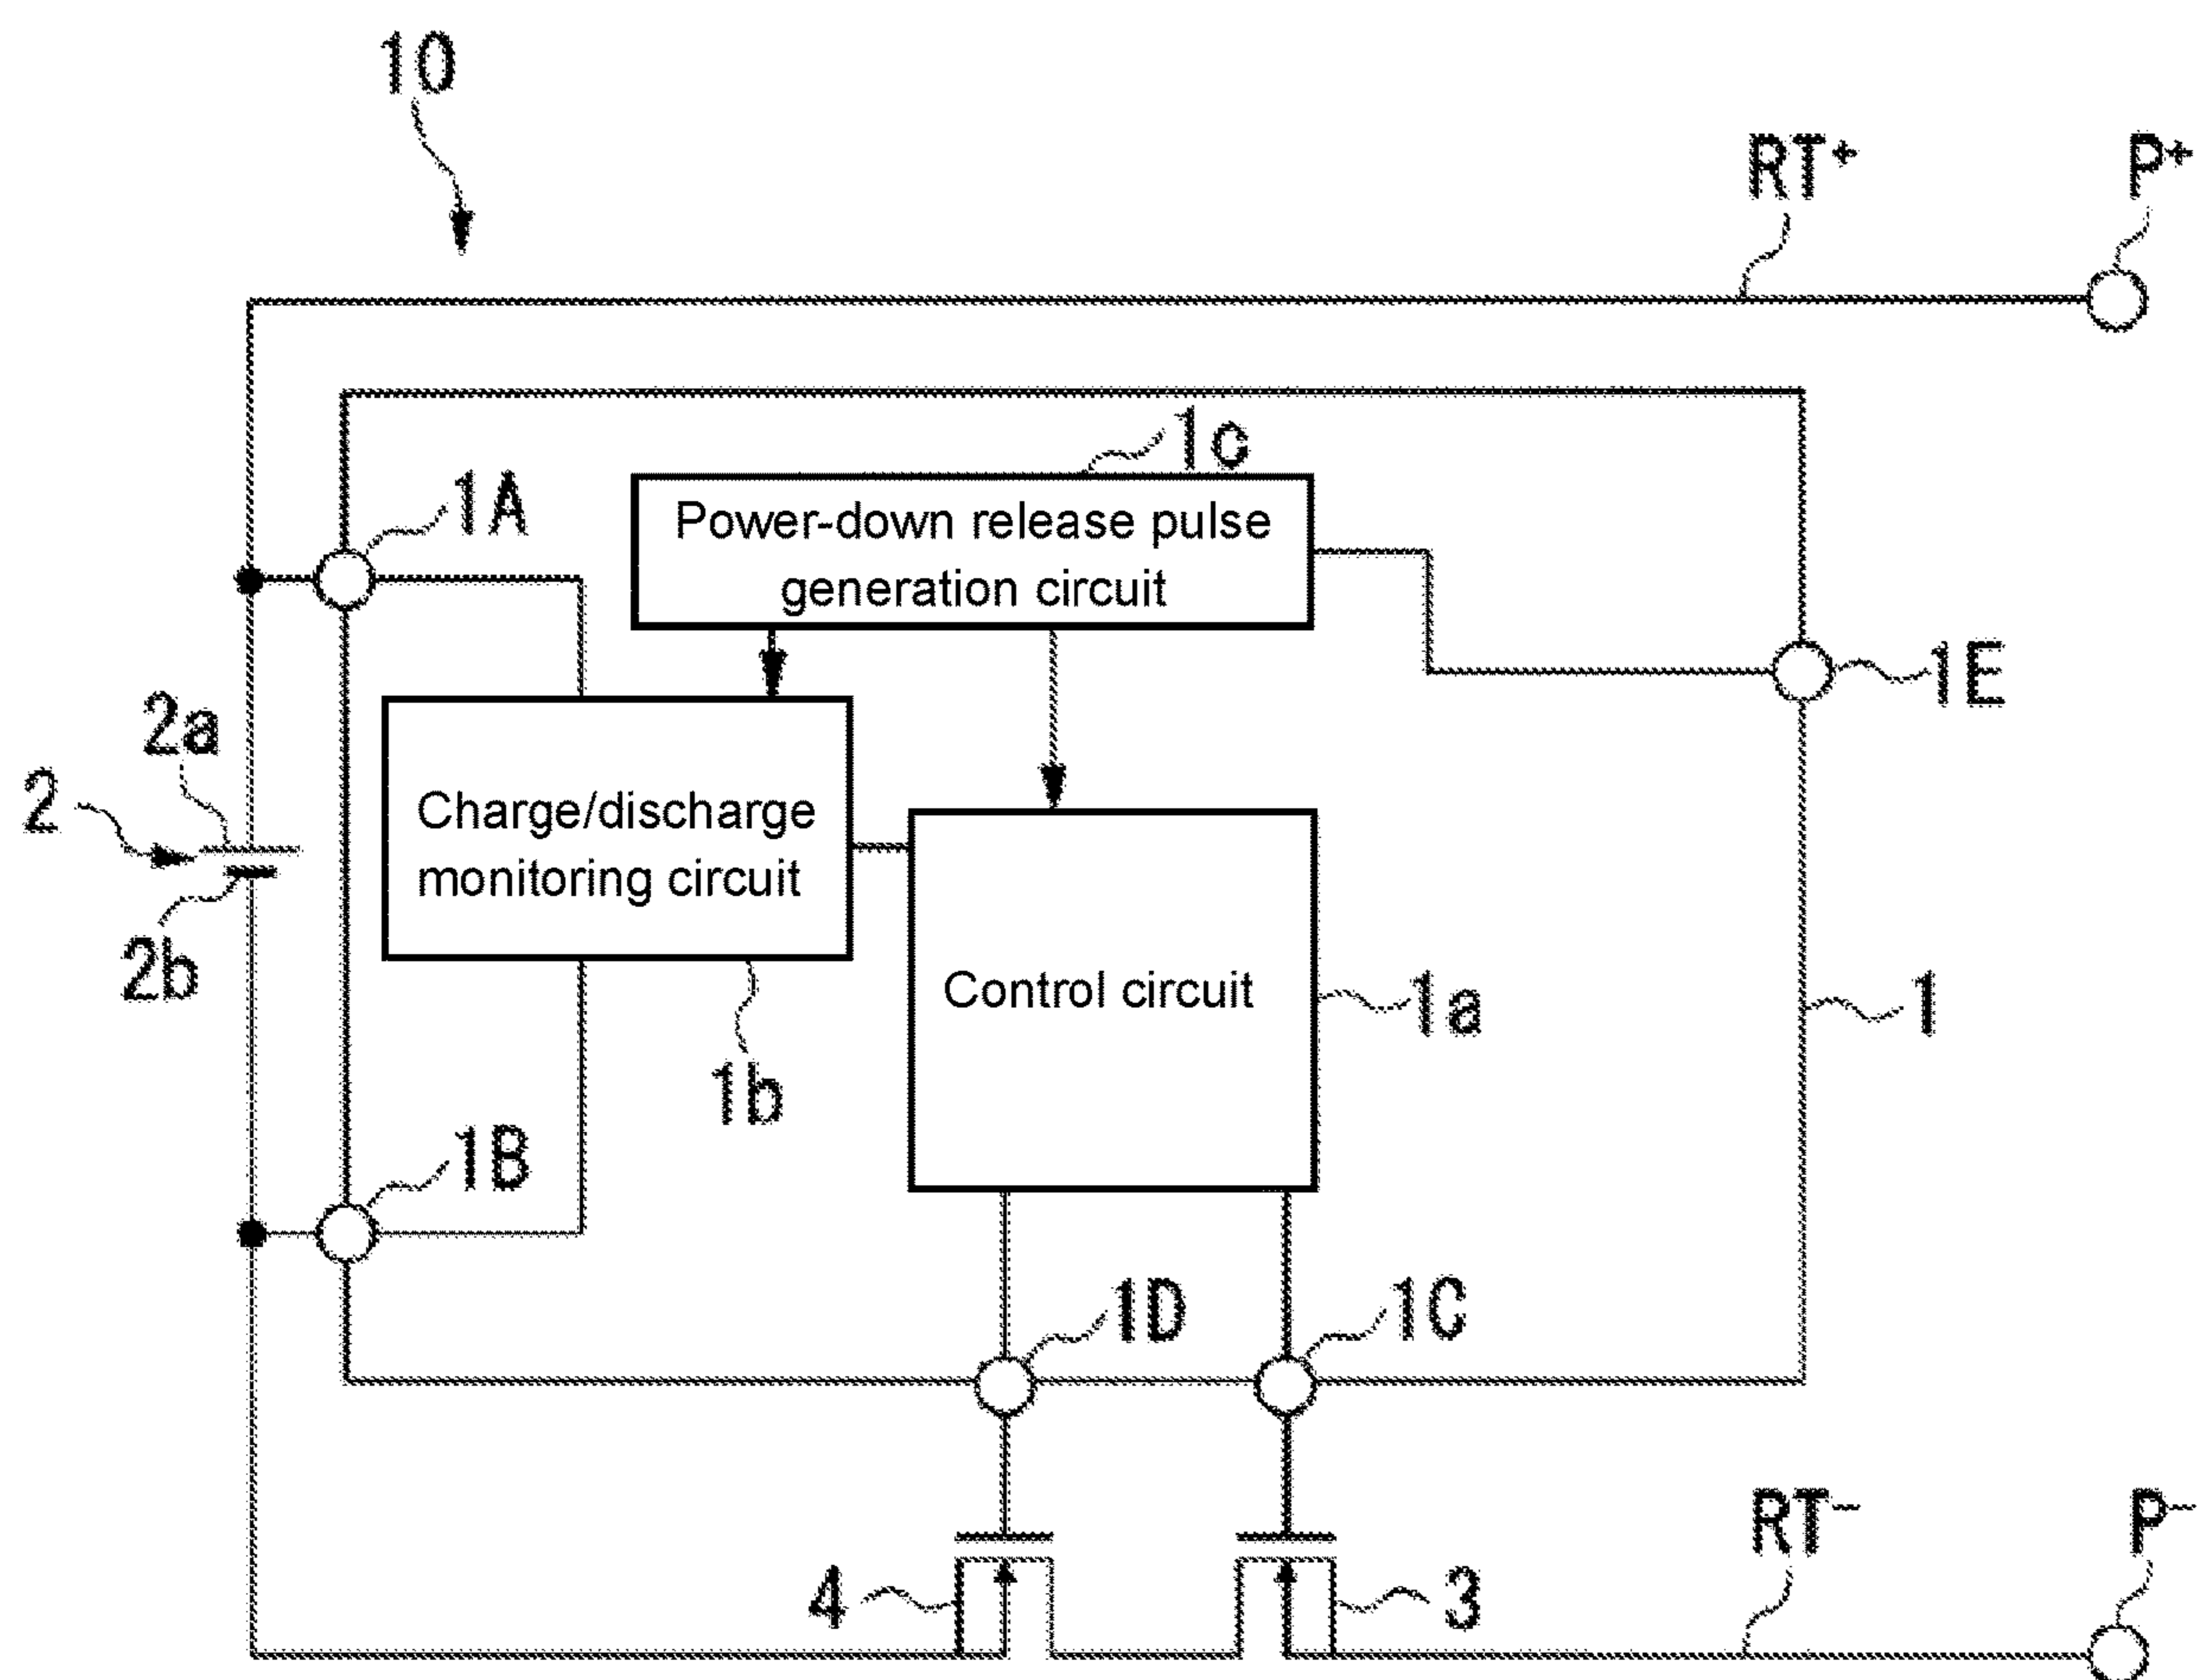 10
RT+
P+
1c
1A
Power-down release pulse
generation circuit
1E
2a
2
Charge/discharge
monitoring circuit
2b
Control circuit
1a
1
1b
1B
1D
1C
RT−
P−
4
3